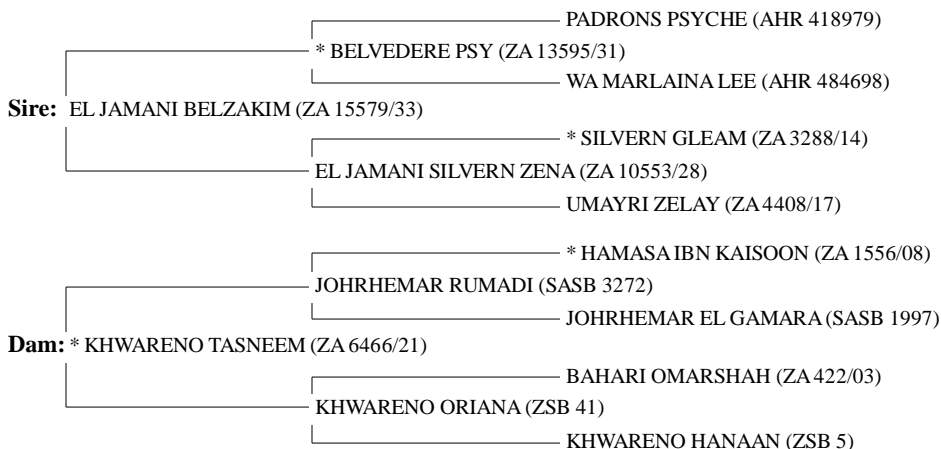 PADRONS PSYCHE (AHR 418979)
* BELVEDERE PSY (ZA 13595/31)
WA MARLAINA LEE (AHR 484698)
Sire: EL JAMANI BELZAKIM (ZA 15579/33)
* SILVERN GLEAM (ZA 3288/14)
EL JAMANI SILVERN ZENA (ZA 10553/28)
UMAYRI ZELAY (ZA 4408/17)
* HAMASA IBN KAISOON (ZA 1556/08)
JOHRHEMAR RUMADI (SASB 3272)
JOHRHEMAR EL GAMARA (SASB 1997)
Dam: * KHWARENO TASNEEM (ZA 6466/21)
BAHARI OMARSHAH (ZA 422/03)
KHWARENO ORIANA (ZSB 41)
KHWARENO HANAAN (ZSB 5)